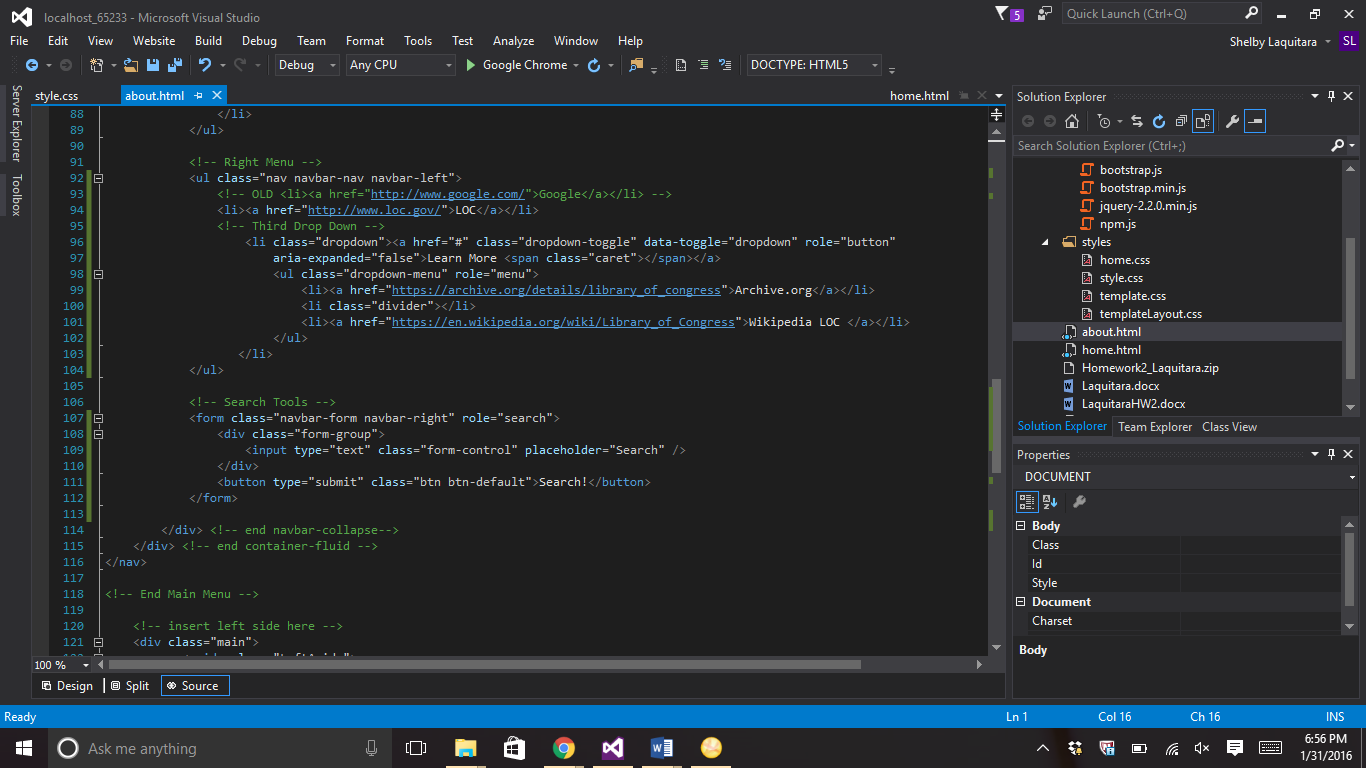 localhost_65233 - Microsoft Visual Studio
5
Quick Launch (Ctrl+Q)
File Edit View Website Build Debug Team Format Tools Test Analyze Window Help
Shelby Laquitara SL
Debug Any CPU Google Chrome DOCTYPE: HTML5
Server Explorer
Toolbox
style.css about.html home.html
88 </li>
89 </ul>
90
91 <!-- Right Menu -->
92 <ul class="nav navbar-nav navbar-left">
93 <!-- OLD <li><a href="http://www.google.com/">Google</a></li> -->
94 <li><a href="http://www.loc.gov/">LOC</a></li>
95 <!-- Third Drop Down -->
96 <li class="dropdown"><a href="#" class="dropdown-toggle" data-toggle="dropdown" role="button"
97 aria-expanded="false">Learn More <span class="caret"></span></a>
98 <ul class="dropdown-menu" role="menu">
99 <li><a href="https://archive.org/details/library_of_congress">Archive.org</a></li>
100 <li class="divider"></li>
101 <li><a href="https://en.wikipedia.org/wiki/Library_of_Congress">Wikipedia LOC </a></li>
102 </ul>
103 </li>
104 </ul>
105
106 <!-- Search Tools -->
107 <form class="navbar-form navbar-right" role="search">
108 <div class="form-group">
109 <input type="text" class="form-control" placeholder="Search" />
110 </div>
111 <button type="submit" class="btn btn-default">Search!</button>
112 </form>
113
114 </div> <!-- end navbar-collapse-->
115 </div> <!-- end container-fluid -->
116 </nav>
117
118 <!-- End Main Menu -->
119
120 <!-- insert left side here -->
121 <div class="main">
100 %
Design Split Source
Solution Explorer
Search Solution Explorer (Ctrl+;)
bootstrap.js
bootstrap.min.js
jquery-2.2.0.min.js
npm.js
styles
home.css
style.css
template.css
templateLayout.css
about.html
home.html
Homework2_Laquitara.zip
Laquitara.docx
LaquitaraHW2.docx
Solution Explorer Team Explorer Class View
Properties
DOCUMENT
Body
Class
Id
Style
Document
Charset
Body
Ready Ln 1 Col 16 Ch 16 INS
Ask me anything
6:56 PM
1/31/2016